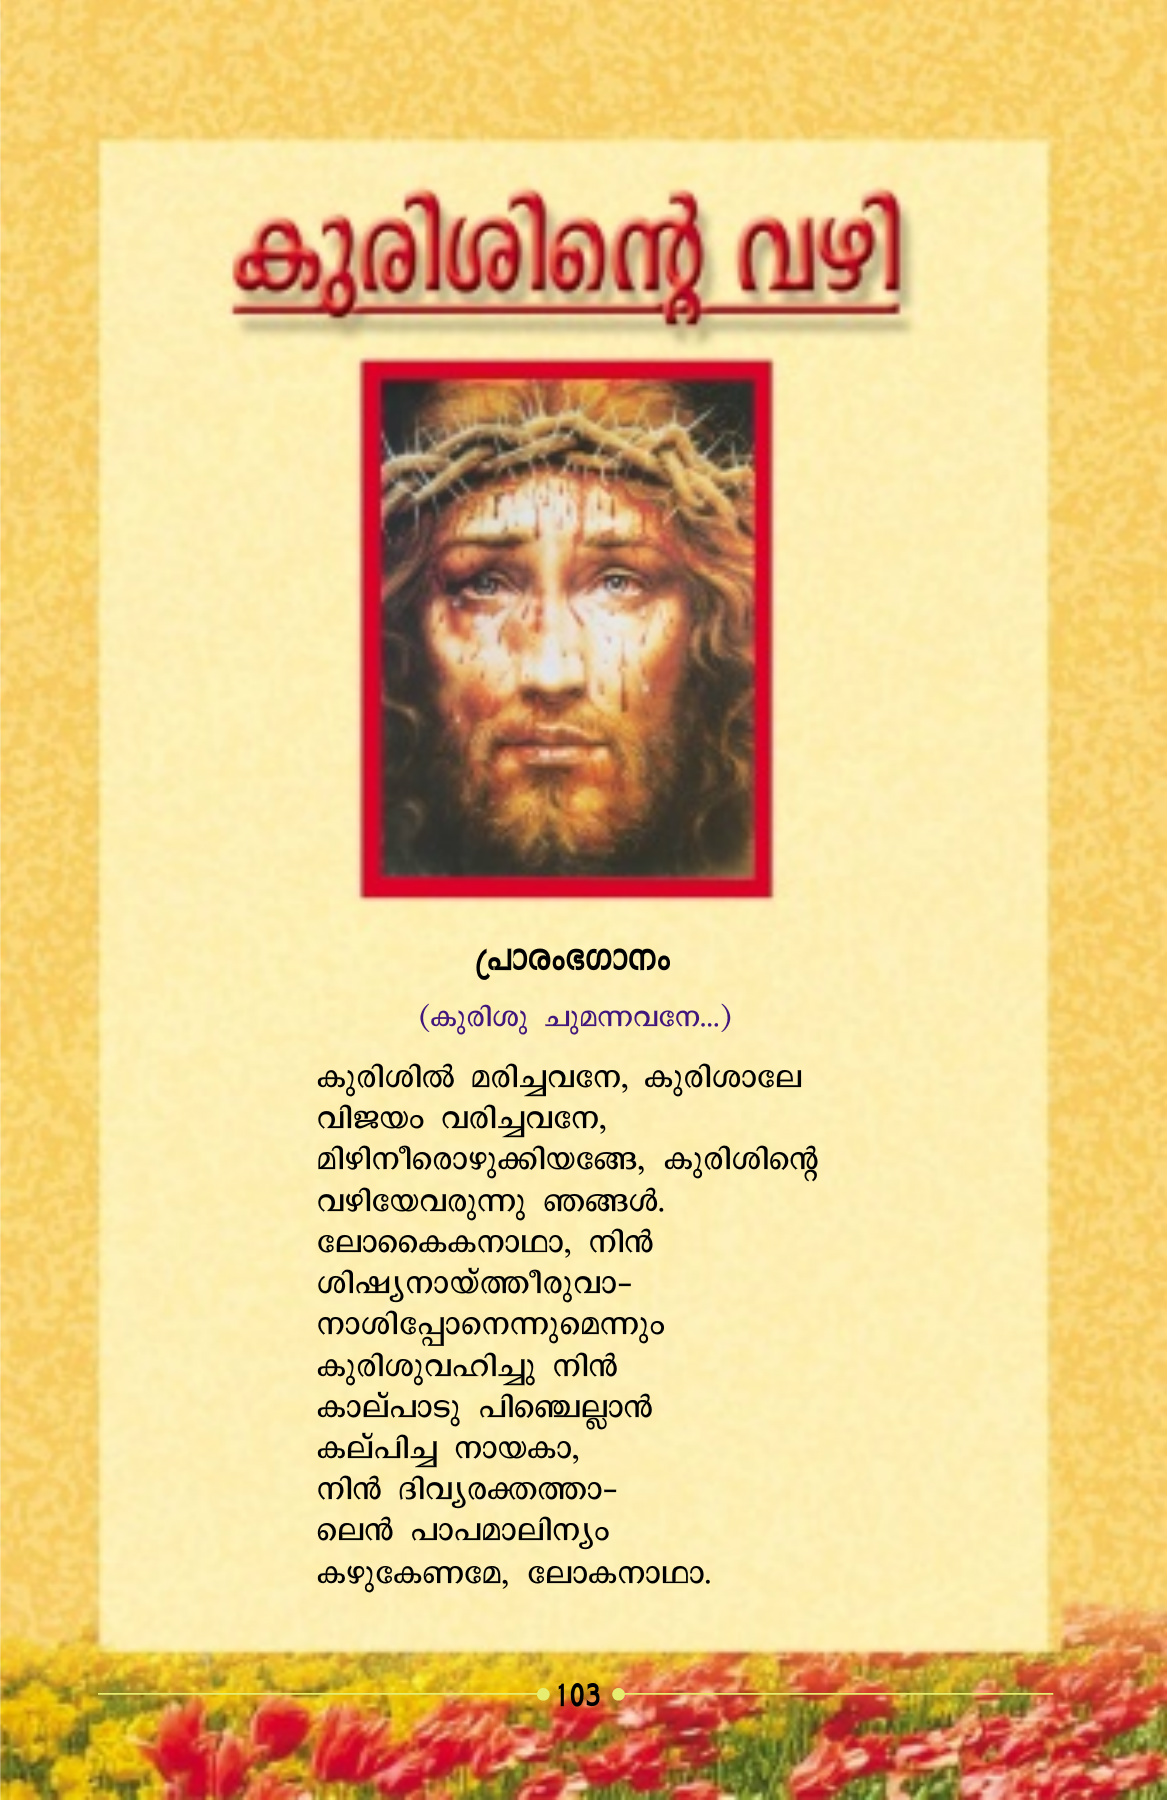 കുരിശിന്റെ വഴി
പ്രാരംഭഗാനം
(കുരിശു ചുമന്നവനേ...)
കുരിശിൽ മരിച്ചവനേ, കുരിശാലേ
വിജയം വരിച്ചവനേ,
മിഴിനീരൊഴുക്കിയങ്ങേ, കുരിശിന്റെ
വഴിയേവരുന്നു ഞങ്ങൾ.
ലോകൈകനാഥാ, നിൻ
ശിഷ്യനായ്ത്തീരുവാ-
നാശിപ്പോനെന്നുമെന്നും
കുരിശുവഹിച്ചു നിൻ
കാല്പാടു പിഞ്ചെല്ലാൻ
കല്പിച്ച നായകാ,
നിൻ ദിവ്യരക്തത്താ-
ലെൻ പാപമാലിന്യം
കഴുകേണമേ, ലോകനാഥാ.
103